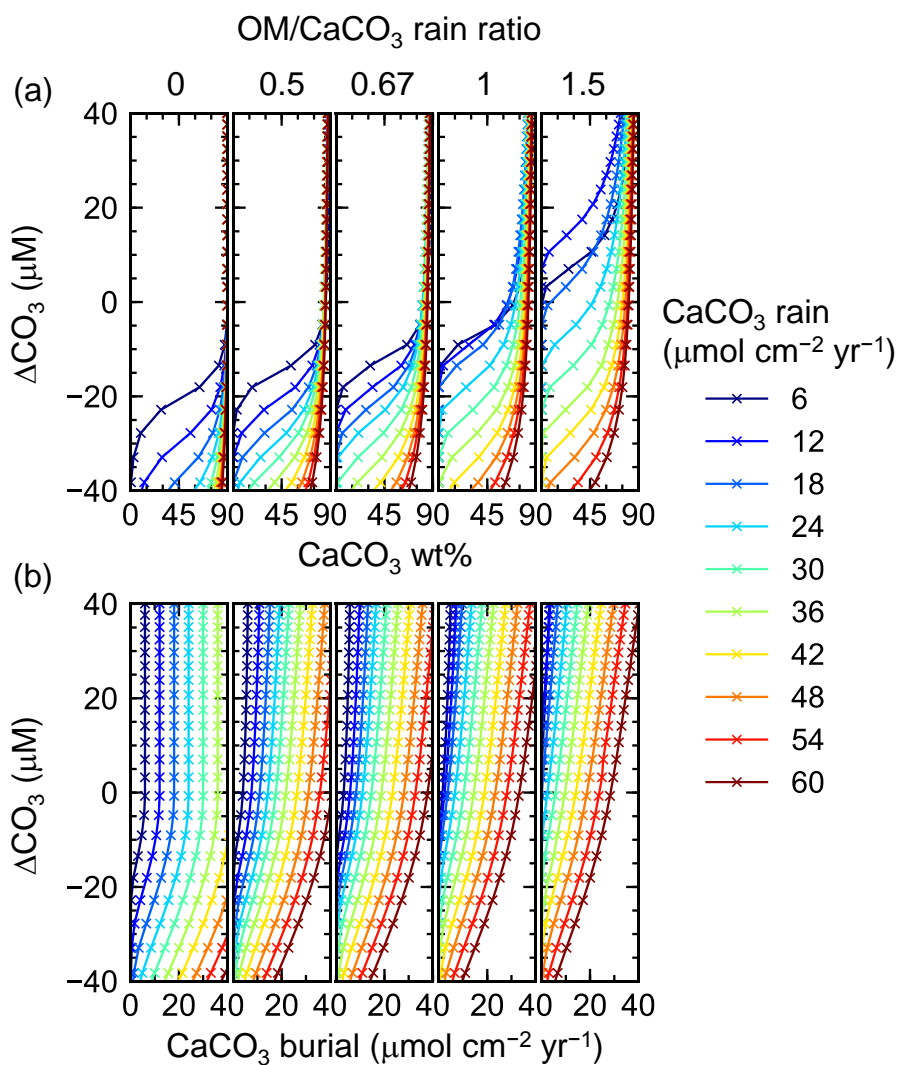 OM/CaCO₃ rain ratio
(a) 0 0.5 0.67 1 1.5
40
20
0
−20
−40
ΔCO₃ (μM)
0 45 90 45 90 45 90 45 90 45 90
CaCO₃ wt%
CaCO₃ rain
(μmol cm⁻² yr⁻¹)
6
12
18
24
30
36
42
48
54
60
(b)
40
20
0
−20
−40
ΔCO₃ (μM)
0 20 40 20 40 20 40 20 40 20 40
CaCO₃ burial (μmol cm⁻² yr⁻¹)